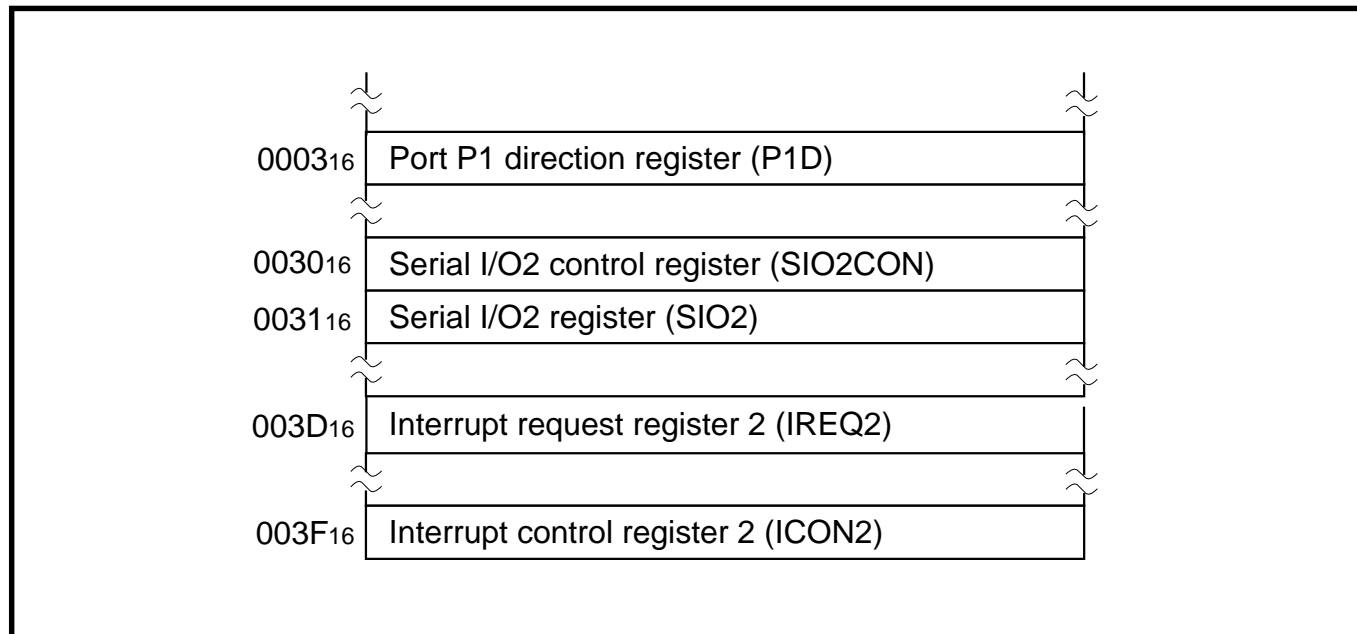 0003₁₆ Port P1 direction register (P1D)
0030₁₆ Serial I/O2 control register (SIO2CON)
0031₁₆ Serial I/O2 register (SIO2)
003D₁₆ Interrupt request register 2 (IREQ2)
003F₁₆ Interrupt control register 2 (ICON2)